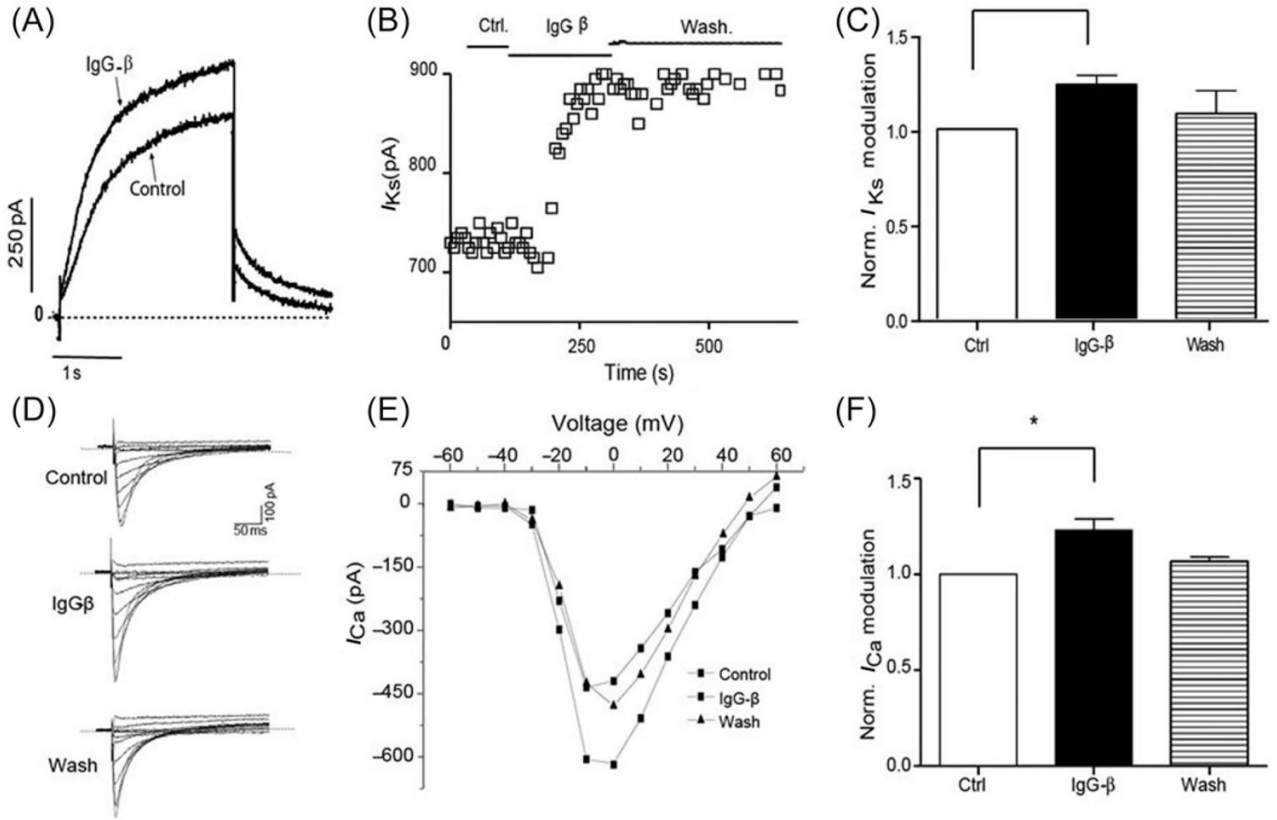 (A)
IgG-β
Control
250 pA
0
1 s
(B)
Ctrl. IgG β Wash.
900
800
700
IKs(pA)
0 250 500
Time (s)
(C)
1.5
1.0
0.5
0.0
Norm. IKs modulation
Ctrl IgG-β Wash
(D)
Control
100 pA
50 ms
IgGβ
Wash
(E)
Voltage (mV)
−60 −40 −20 0 20 40 60
75
0
−150
−300
−450
−600
ICa (pA)
Control
IgG-β
Wash
(F)
*
1.5
1.0
0.5
0.0
Norm. ICa modulation
Ctrl IgG-β Wash